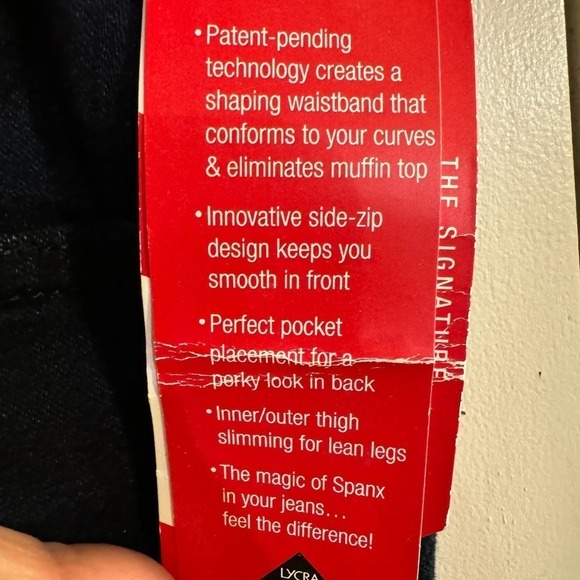 • Patent-pending
technology creates a
shaping waistband that
conforms to your curves
& eliminates muffin top
• Innovative side-zip
design keeps you
smooth in front
• Perfect pocket
placement for a
perky look in back
• Inner/outer thigh
slimming for lean legs
• The magic of Spanx
in your jeans...
feel the difference!
LYCRA
THE SIGNATURE